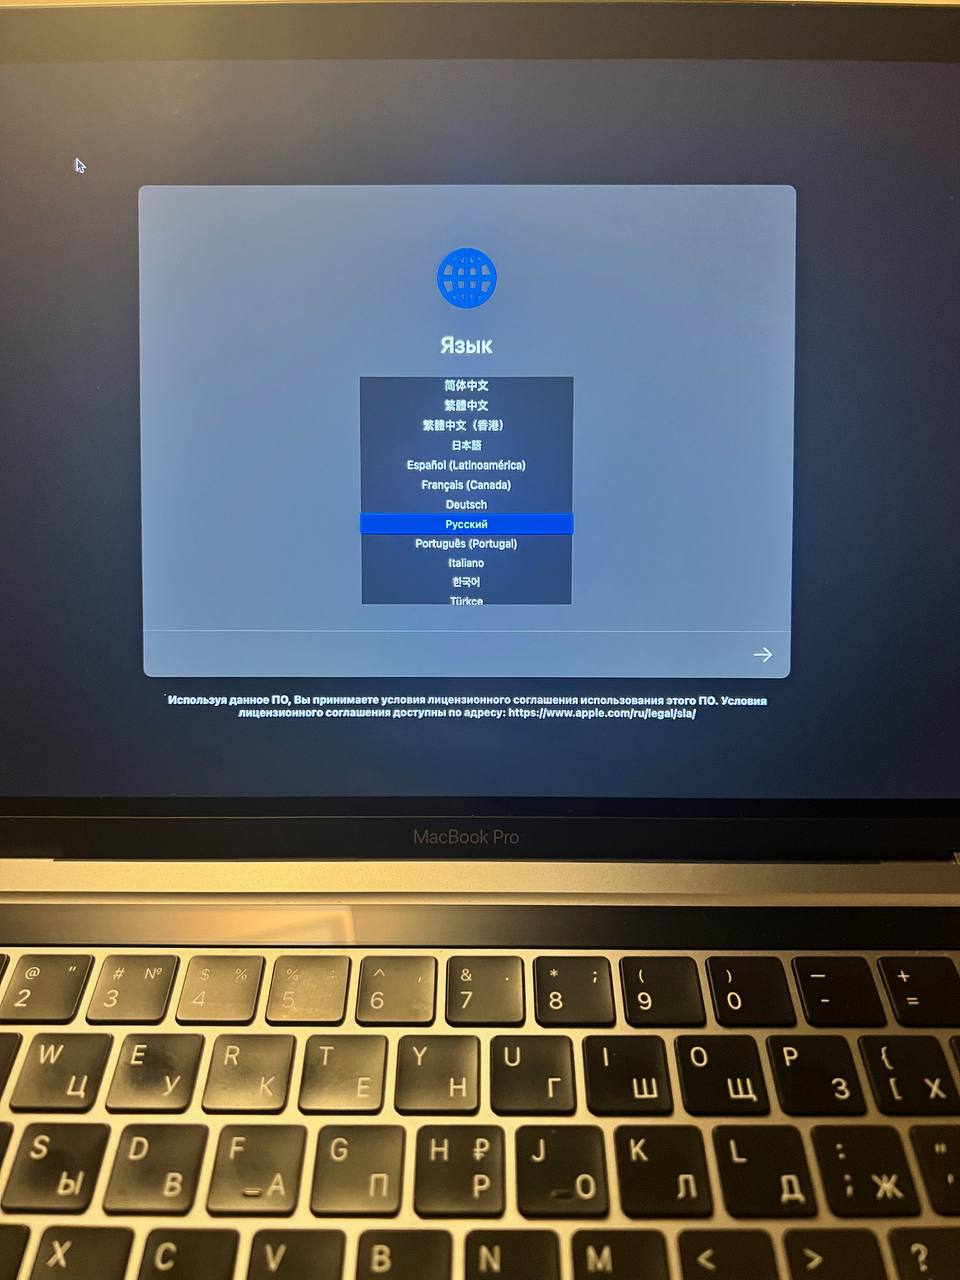 Язык
简体中文
繁體中文
繁體中文（香港）
日本語
Español (Latinoamérica)
Français (Canada)
Deutsch
Русский
Português (Portugal)
Italiano
한국어
Türkçe
Используя данное ПО, Вы принимаете условия лицензионного соглашения использования этого ПО. Условия
лицензионного соглашения доступны по адресу: https://www.apple.com/ru/legal/sla/
MacBook Pro
@ " # № $ % % : ^ , & . * ; ( ) — +
2 3 4 5 6 7 8 9 0 - =
W E R T Y U I O P {
Ц У К Е Н Г Ш Щ З [ Х
S D F G H ₽ J K L : "
Ы В А П Р О Л Д ; Ж '
X C V B N M < > ?